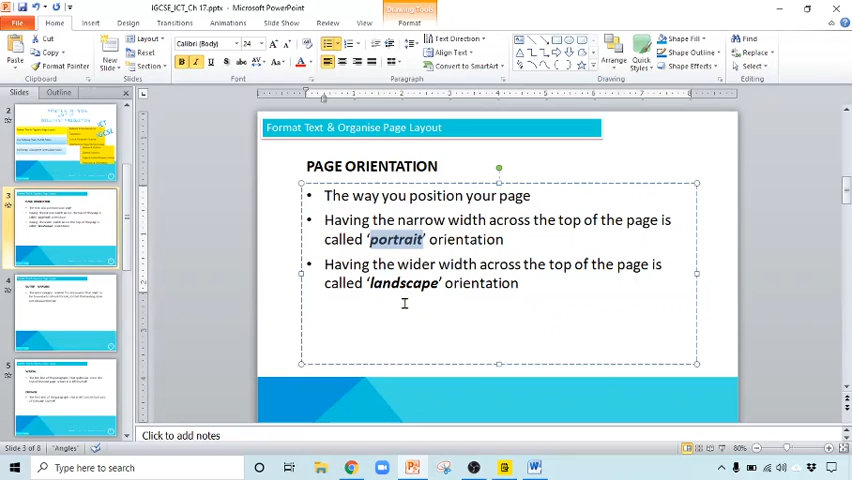 IGSCE_ICT_Ch 17.pptx - Microsoft PowerPoint
Drawing Tools
File Home Insert Design Transitions Animations Slide Show Review View Format
Cut
Copy
Format Painter
Paste
Clipboard
New
Slide
Layout
Reset
Section
Slides
Calibri (Body) 24
Font
Text Direction
Align Text
Convert to SmartArt
Paragraph
Arrange
Quick
Styles
Shape Fill
Shape Outline
Shape Effects
Drawing
Find
Replace
Select
Editing
Slides Outline
2
3
4
5
Format Text & Organise Page Layout
PAGE ORIENTATION
• The way you position your page
• Having the narrow width across the top of the page is
called ‘portrait’ orientation
• Having the wider width across the top of the page is
called ‘landscape’ orientation
Click to add notes
Slide 3 of 8 "Angles" 80%
Type here to search